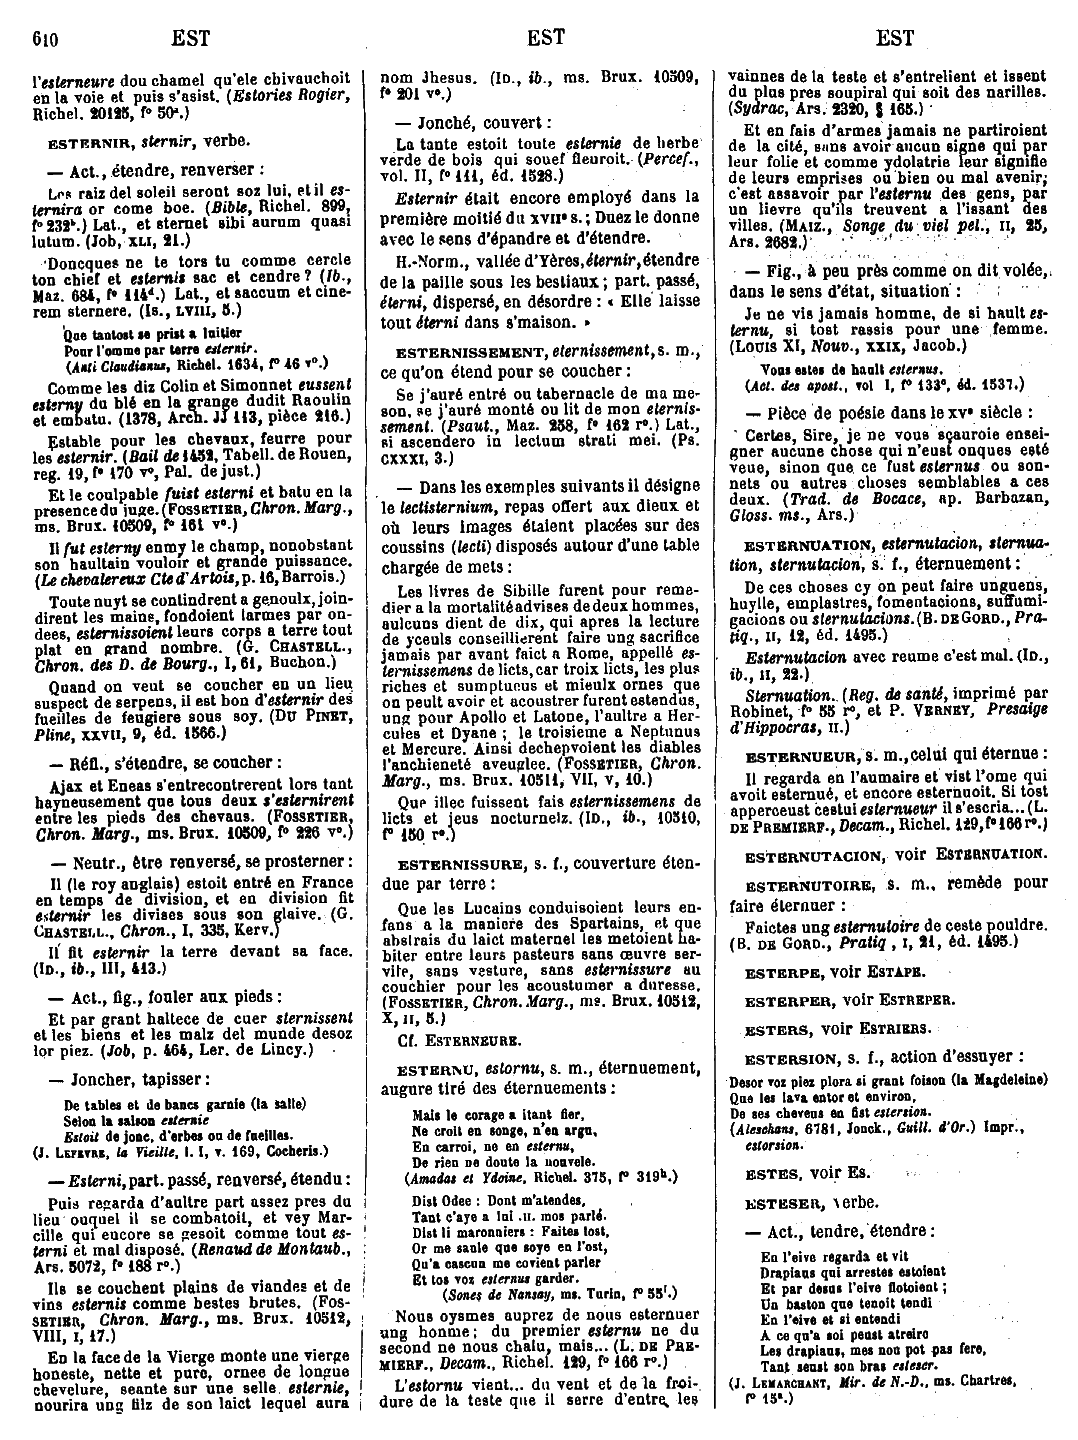 610 EST EST EST
l'esterneure dou chamel qu'ele chivauchoit
en la voie et puis s'asist. (Estories Rogier,
Richel. 20125, f° 50ª.)
ESTERNIR, sternir, verbe.
— Act., étendre, renverser :
Les raiz del soleil seront soz lui, et il es-
ternira or come boe. (Bible, Richel. 899,
f° 232ᵇ.) Lat., et sternet sibi aurum quasi
lutum. (Job, XLI, 21.)
Doncques ne te tors tu comme cercle
ton chief et esternis sac et cendre ? (Ib.,
Maz. 684, f° 114ᵈ.) Lat., et saccum et cine-
rem sternere. (Is., LVIII, 5.)
Que tantost se prist a luitier
Pour l'omme par terre esternir.
(Anti Claudianus, Richel. 1634, f° 46 v°.)
Comme les diz Colin et Simonnet eussent
esterny du blé en la grange dudit Raoulin
et embatu. (1378, Arch. JJ 113, pièce 216.)
Estable pour les chevaux, feurre pour
les esternir. (Bail de 1452, Tabell. de Rouen,
reg. 19, f° 170 v°, Pal. de just.)
Et le coulpable fuist esterni et batu en la
presence du juge. (FOSSETIER, Chron. Marg.,
ms. Brux. 10509, f° 161 v°.)
Il fut esterny enmy le champ, nonobstant
son haultain vouloir et grande puissance.
(Le chevalereux Cte d'Artois, p. 16, Barrois.)
Toute nuyt se contindrent a genoulx, join-
dirent les mains, fondoient larmes par on-
dees, esternissoient leurs corps a terre tout
plat en grand nombre. (G. CHASTELL.,
Chron. des D. de Bourg., I, 61, Buchon.)
Quand on veut se coucher en un lieu
suspect de serpens, il est bon d'esternir des
fueilles de feugiere sous soy. (DU PINET,
Pline, XXVII, 9, éd. 1566.)
— Réfl., s'étendre, se coucher :
Ajax et Eneas s'entrecontrerent lors tant
hayneusement que tous deux s'esternirent
entre les pieds des chevaus. (FOSSETIER,
Chron. Marg., ms. Brux. 10509, f° 226 v°.)
— Neutr., être renversé, se prosterner :
Il (le roy anglais) estoit entré en France
en temps de division, et en division fit
esternir les divises sous son glaive. (G.
CHASTELL., Chron., I, 335, Kerv.)
Il fit esternir la terre devant sa face.
(ID., ib., III, 413.)
— Act., fig., fouler aux pieds :
Et par grant haltece de cuer sternissent
et les biens et les malz del munde desoz
lor piez. (Job, p. 464, Ler. de Lincy.)
— Joncher, tapisser :
De tables et de bancs garnie (la salle)
Selon la saison esternie
Estoit de jonc, d'erbes ou de fueilles.
(J. LEFEVRE, la Vieille, l. I, v. 169, Cocheris.)
— Esterni, part. passé, renversé, étendu :
Puis regarda d'aultre part assez pres du
lieu ouquel il se combatoit, et vey Mar-
cille qui encore se gesoit comme tout es-
terni et mal disposé. (Renaud de Montaub.,
Ars. 5072, f° 188 r°.)
Ils se couchent plains de viandes et de
vins esternis comme bestes brutes. (FOS-
SETIER, Chron. Marg., ms. Brux. 10512,
VIII, I, 17.)
En la face de la Vierge monte une vierge
honeste, nette et pure, ornee de longue
chevelure, seante sur une selle esternie,
nourira ung filz de son laict lequel aura
nom Jhesus. (ID., ib., ms. Brux. 10509,
f° 201 v°.)
— Jonché, couvert :
La tante estoit toute esternie de herbe
verde de bois qui souef fleuroit. (Percef.,
vol. II, f° 111, éd. 1528.)
Esternir était encore employé dans la
première moitié du XVIIᵉ s. ; Duez le donne
avec le sens d'épandre et d'étendre.
H.-Norm., vallée d'Yères, éternir, étendre
de la paille sous les bestiaux ; part. passé,
éterni, dispersé, en désordre : « Elle laisse
tout éterni dans s'maison. »
ESTERNISSEMENT, eternissement, s. m.,
ce qu'on étend pour se coucher :
Se j'auré entré ou tabernacle de ma me-
son, se j'auré monté ou lit de mon eternis-
sement. (Psaut., Maz. 258, f° 162 r°.) Lat.,
si ascendero in lectum strati mei. (Ps.
CXXXI, 3.)
— Dans les exemples suivants il désigne
le lectisternium, repas offert aux dieux et
où leurs images étaient placées sur des
coussins (lecti) disposés autour d'une table
chargée de mets :
Les livres de Sibille furent pour reme-
dier a la mortalité advises de deux hommes,
aulcuns dient de dix, qui apres la lecture
de yceuls conseillierent faire ung sacrifice
jamais par avant faict a Rome, appellé es-
ternissemens de licts, car troix licts, les plus
riches et sumptueus et mieulx ornes que
on peult avoir et acoustrer furent estendus,
ung pour Apollo et Latone, l'aultre a Her-
cules et Dyane ; le troisieme a Neptunus
et Mercure. Ainsi dechepvoient les diables
l'anchieneté aveuglee. (FOSSETIER, Chron.
Marg., ms. Brux. 10511, VII, v, 10.)
Que illec fuissent fais esternissemens de
licts et jeus nocturnelz. (ID., ib., 10510,
f° 150 r°.)
ESTERNISSURE, s. f., couverture éten-
due par terre :
Que les Lucains conduisoient leurs en-
fans a la maniere des Spartains, et que
abstrais du laict maternel les metoient ha-
biter entre leurs pasteurs sans œuvre ser-
vile, sans vesture, sans esternissure au
couchier pour les acoustumer a duresse.
(FOSSETIER, Chron. Marg., ms. Brux. 10512,
X, II, 5.)
Cf. ESTERNEURE.
ESTERNU, estornu, s. m., éternuement,
augure tiré des éternuements :
Mais le corage a itant fier,
Ne croit en songe, n'en argu,
En carroi, ne en esternu,
De rien ne doute la nouvele.
(Amadas et Ydoine, Richel. 375, f° 319ʰ.)
Dist Odee : Dont m'atendes,
Tant c'aye a lui .II. mos parlé.
Dist li maronniers : Faites tost,
Or me sanle que soye en l'ost,
Qu'a cascun me covient parler
Et tos voz esternus garder.
(Sones de Nansay, ms. Turin, f° 55ᶠ.)
Nous oysmes auprez de nous esternuer
ung homme ; du premier esternu ne du
second ne nous chalu, mais... (L. DE PRE-
MIERF., Decam., Richel. 129, f° 166 r°.)
L'estornu vient... du vent et de la froi-
dure de la teste que il serre d'entre les
vainnes de la teste et s'entrelient et issent
du plus pres soupiral qui soit des narilles.
(Sydrac, Ars. 2320, § 165.)
Et en fais d'armes jamais ne partiroient
de la cité, sans avoir aucun signe qui par
leur folie et comme ydolatrie leur signifie
de leurs emprises ou bien ou mal avenir;
c'est assavoir par l'esternu des gens, par
un lievre qu'ils treuvent a l'issant des
villes. (MAIZ., Songe du viel pel., II, 25,
Ars. 2682.)
— Fig., à peu près comme on dit volée,
dans le sens d'état, situation :
Je ne vis jamais homme, de si hault es-
ternu, si tost rassis pour une femme.
(LOUIS XI, Nouv., XXIX, Jacob.)
Vous estes de hault esternus.
(Act. des apost., vol I, f° 133ᶜ, éd. 1537.)
— Pièce de poésie dans le XVᵉ siècle :
Certes, Sire, je ne vous sçauroie ensei-
gner aucune chose qui n'eust onques esté
veue, sinon que ce fust esternus ou son-
nets ou autres choses semblables a ces
deux. (Trad. de Bocace, ap. Barbazan,
Gloss. ms., Ars.)
ESTERNUATION, esternutacion, sternua-
tion, sternutacion, s. f., éternuement :
De ces choses cy on peut faire unguens,
huylle, emplastres, fomentacions, suffumi-
gacions ou sternutacions. (B. DE GORD., Pra-
tiq., II, 12, éd. 1495.)
Esternutacion avec reume c'est mal. (ID.,
ib., II, 22.)
Sternuation. (Reg. de santé, imprimé par
Robinet, f° 55 r°, et P. VERNEY, Presaige
d'Hippocras, II.)
ESTERNUEUR, s. m., celui qui éternue :
Il regarda en l'aumaire et vist l'ome qui
avoit esternué, et encore esternuoit. Si tost
apperceust cestui esternueur il s'escria... (L.
DE PREMIERF., Decam., Richel. 129, f° 166 r°.)
ESTERNUTACION, voir ESTERNUATION.
ESTERNUTOIRE, s. m., remède pour
faire éternuer :
Faictes ung esternutoire de ceste pouldre.
(B. DE GORD., Pratiq , I, 21, éd. 1495.)
ESTERPE, voir ESTAPE.
ESTERPER, voir ESTREPER.
ESTERS, voir ESTRIERS.
ESTERSION, s. f., action d'essuyer :
Desor voz piez plora si grant foison (la Magdeleine)
Que les lava entor et environ,
De ses cheveus en fist estersion.
(Aleschans, 6781, Jonck., Guill. d'Or.) Impr.,
estorsion.
ESTES, voir ES.
ESTESER, verbe.
— Act., tendre, étendre :
En l'eive regarda et vit
Drapiaus qui arrestes estoient
Et par desus l'eive flotoient ;
Un baston que tenoit tendi
En l'eive et si entendi
A ce qu'a soi peust atreire
Les drapiaus, mes non pot pas fere,
Tant seust son bras esteser.
(J. LEMARCHANT, Mir. de N.-D., ms. Chartres,
f° 15ᵃ.)